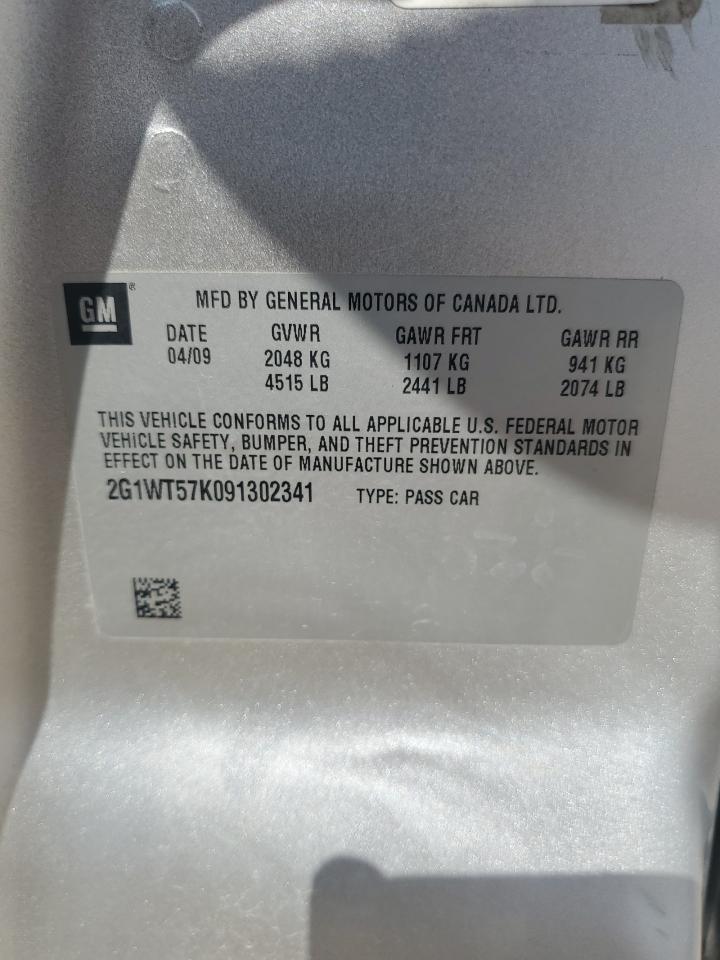 GM®
MFD BY GENERAL MOTORS OF CANADA LTD.
DATE GVWR GAWR FRT GAWR RR
04/09 2048 KG 1107 KG 941 KG
4515 LB 2441 LB 2074 LB
THIS VEHICLE CONFORMS TO ALL APPLICABLE U.S. FEDERAL MOTOR
VEHICLE SAFETY, BUMPER, AND THEFT PREVENTION STANDARDS IN
EFFECT ON THE DATE OF MANUFACTURE SHOWN ABOVE.
2G1WT57K091302341 TYPE: PASS CAR